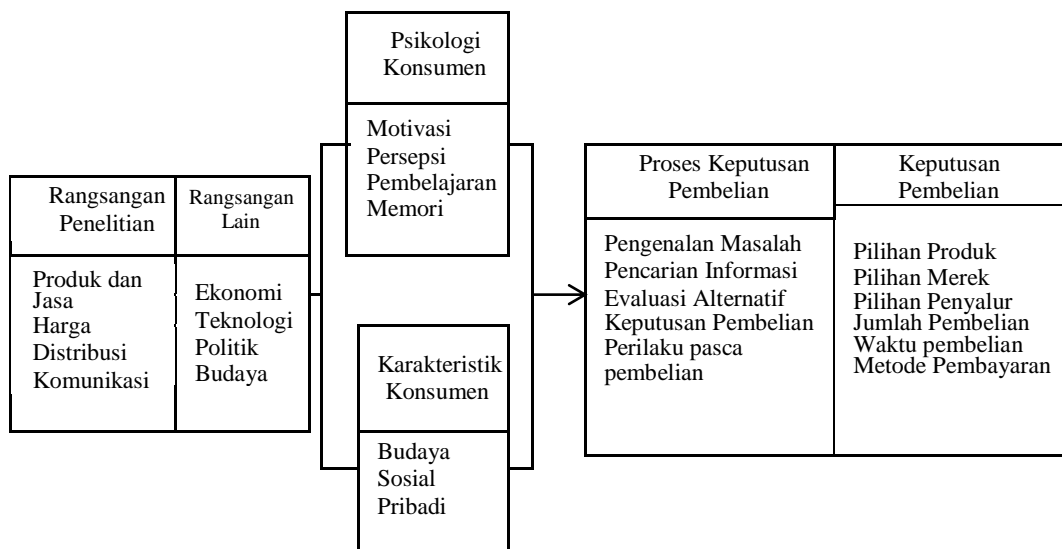 Rangsangan
Penelitian
Produk dan
Jasa
Harga
Distribusi
Komunikasi
Rangsangan
Lain
Ekonomi
Teknologi
Politik
Budaya
Psikologi
Konsumen
Motivasi
Persepsi
Pembelajaran
Memori
Karakteristik
Konsumen
Budaya
Sosial
Pribadi
Proses Keputusan
Pembelian
Pengenalan Masalah
Pencarian Informasi
Evaluasi Alternatif
Keputusan Pembelian
Perilaku pasca
pembelian
Keputusan
Pembelian
Pilihan Produk
Pilihan Merek
Pilihan Penyalur
Jumlah Pembelian
Waktu pembelian
Metode Pembayaran